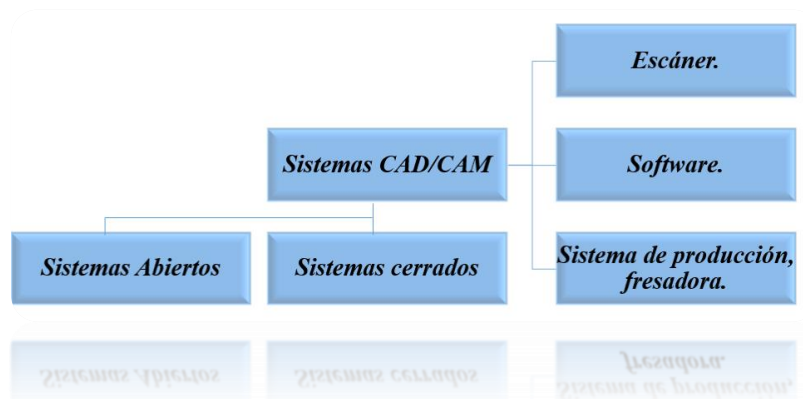 Escáner.
Sistemas CAD/CAM
Software.
Sistemas Abiertos
Sistemas cerrados
Sistema de producción,
fresadora.